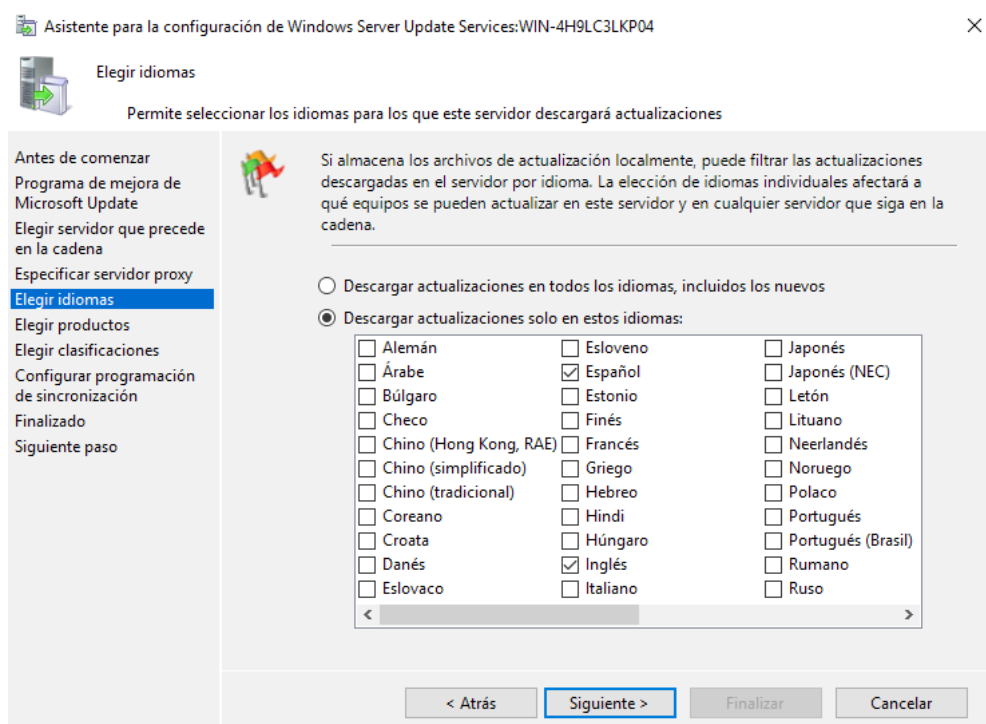 Asistente para la configuración de Windows Server Update Services:WIN-4H9LC3LKP04
Elegir idiomas
Permite seleccionar los idiomas para los que este servidor descargará actualizaciones
Antes de comenzar
Programa de mejora de
Microsoft Update
Elegir servidor que precede
en la cadena
Especificar servidor proxy
Elegir idiomas
Elegir productos
Elegir clasificaciones
Configurar programación
de sincronización
Finalizado
Siguiente paso
Si almacena los archivos de actualización localmente, puede filtrar las actualizaciones
descargadas en el servidor por idioma. La elección de idiomas individuales afectará a
qué equipos se pueden actualizar en este servidor y en cualquier servidor que siga en la
cadena.
Descargar actualizaciones en todos los idiomas, incluidos los nuevos
Descargar actualizaciones solo en estos idiomas:
Alemán
Árabe
Búlgaro
Checo
Chino (Hong Kong, RAE)
Chino (simplificado)
Chino (tradicional)
Coreano
Croata
Danés
Eslovaco
Esloveno
Español
Estonio
Finés
Francés
Griego
Hebreo
Hindi
Húngaro
Inglés
Italiano
Japonés
Japonés (NEC)
Letón
Lituano
Neerlandés
Noruego
Polaco
Portugués
Portugués (Brasil)
Rumano
Ruso
< Atrás
Siguiente >
Finalizar
Cancelar